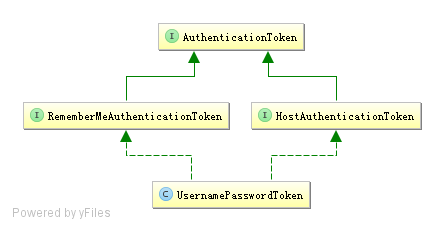 I AuthenticationToken
I RememberMeAuthenticationToken
I HostAuthenticationToken
C UsernamePasswordToken
Powered by yFiles